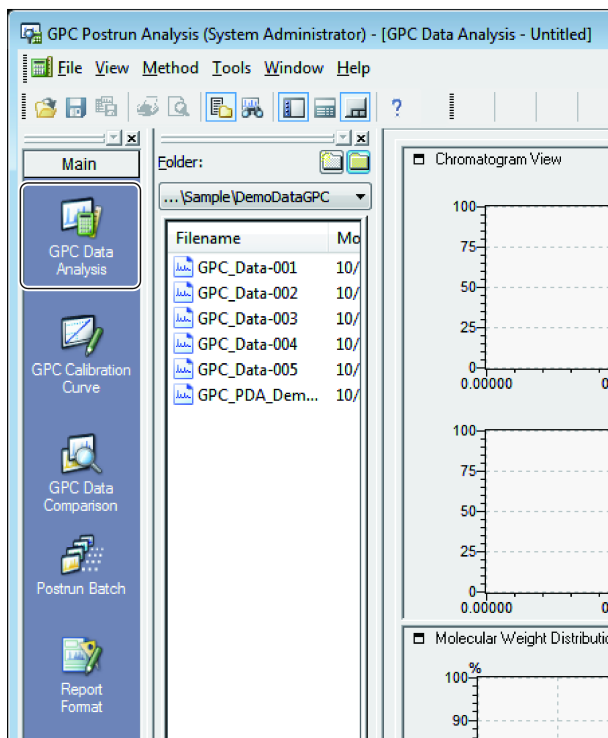 GPC Postrun Analysis (System Administrator) - [GPC Data Analysis - Untitled]
File View Method Tools Window Help
?
Main
GPC Data
Analysis
GPC Calibration
Curve
GPC Data
Comparison
Postrun Batch
Report
Format
Folder:
...\Sample\DemoDataGPC
Filename Mo
GPC_Data-001 10/
GPC_Data-002 10/
GPC_Data-003 10/
GPC_Data-004 10/
GPC_Data-005 10/
GPC_PDA_Dem... 10/
Chromatogram View
100
75
50
25
0
0.00000 0
100
75
50
25
0
0.00000 0
Molecular Weight Distributio
%
100
90